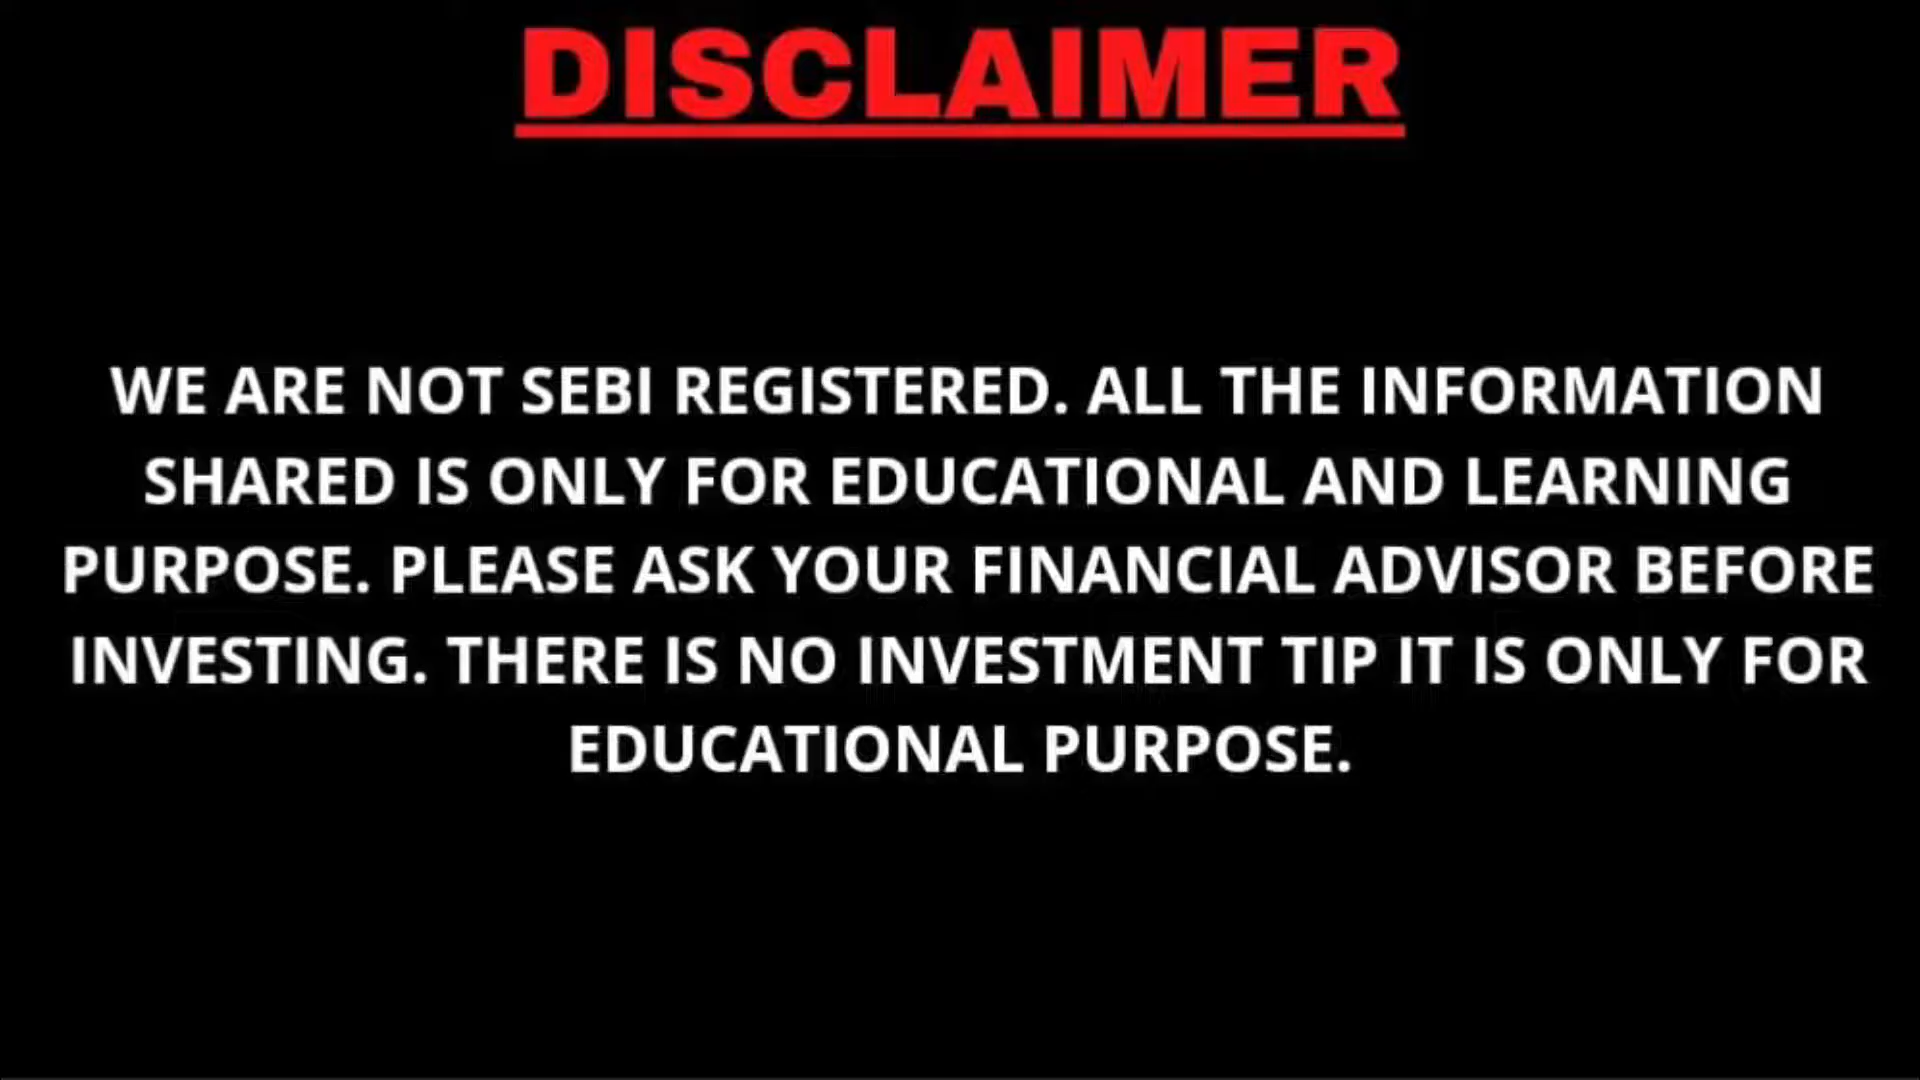 DISCLAIMER
WE ARE NOT SEBI REGISTERED. ALL THE INFORMATION
SHARED IS ONLY FOR EDUCATIONAL AND LEARNING
PURPOSE. PLEASE ASK YOUR FINANCIAL ADVISOR BEFORE
INVESTING. THERE IS NO INVESTMENT TIP IT IS ONLY FOR
EDUCATIONAL PURPOSE.